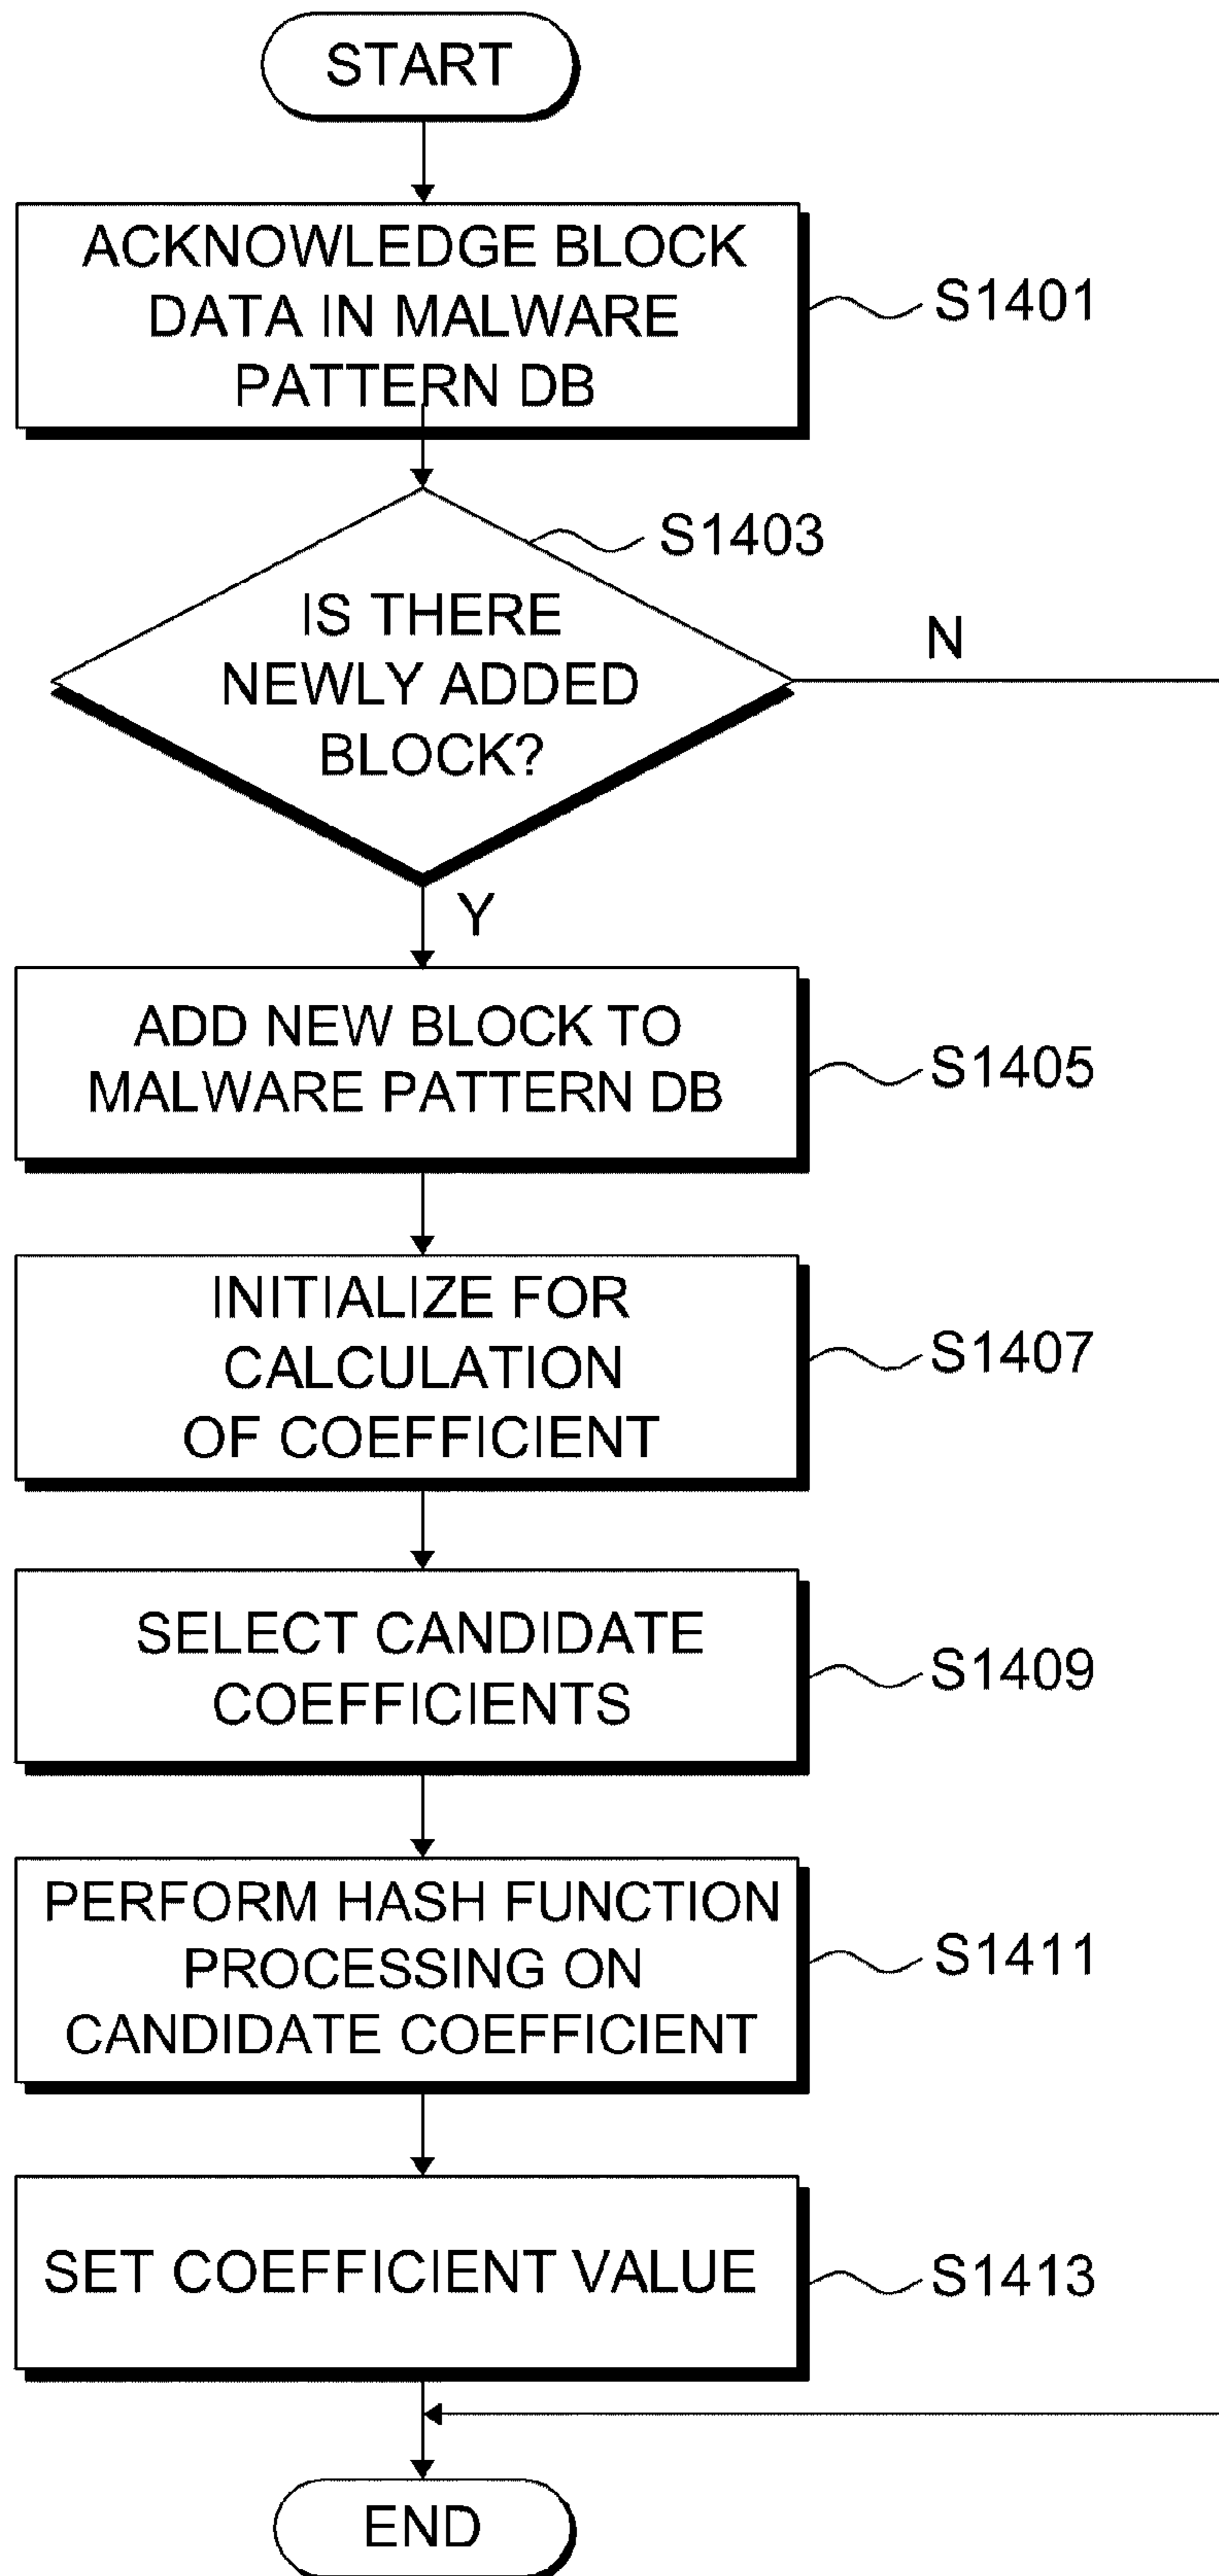 START
ACKNOWLEDGE BLOCK
DATA IN MALWARE
PATTERN DB
S1401
S1403
IS THERE
NEWLY ADDED
BLOCK?
N
Y
ADD NEW BLOCK TO
MALWARE PATTERN DB
S1405
INITIALIZE FOR
CALCULATION
OF COEFFICIENT
S1407
SELECT CANDIDATE
COEFFICIENTS
S1409
PERFORM HASH FUNCTION
PROCESSING ON
CANDIDATE COEFFICIENT
S1411
SET COEFFICIENT VALUE
S1413
END